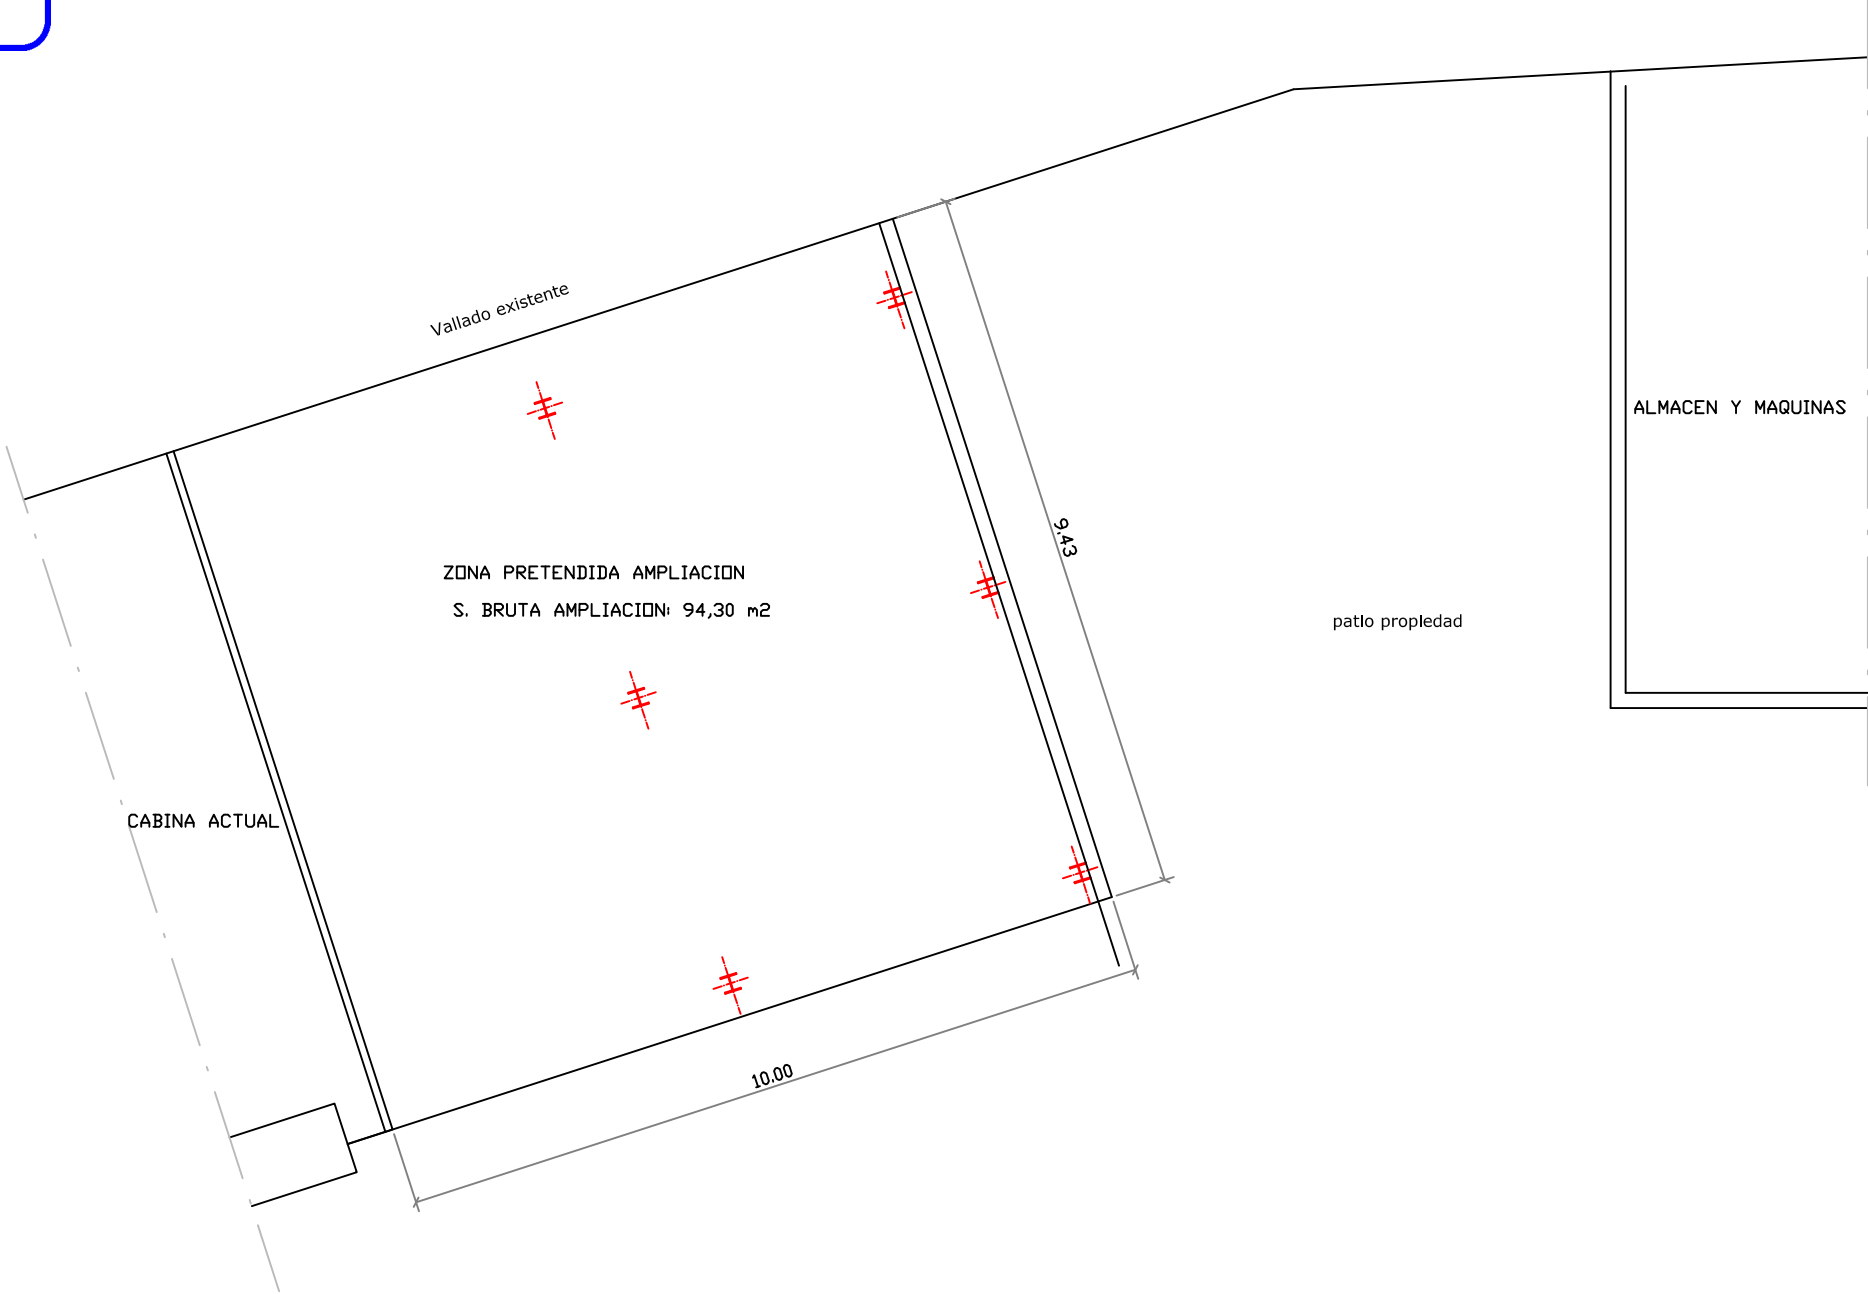 Vallado existente
ALMACEN Y MAQUINAS
9,43
ZONA PRETENDIDA AMPLIACION
S. BRUTA AMPLIACION: 94,30 m2
patio propiedad
CABINA ACTUAL
10,00